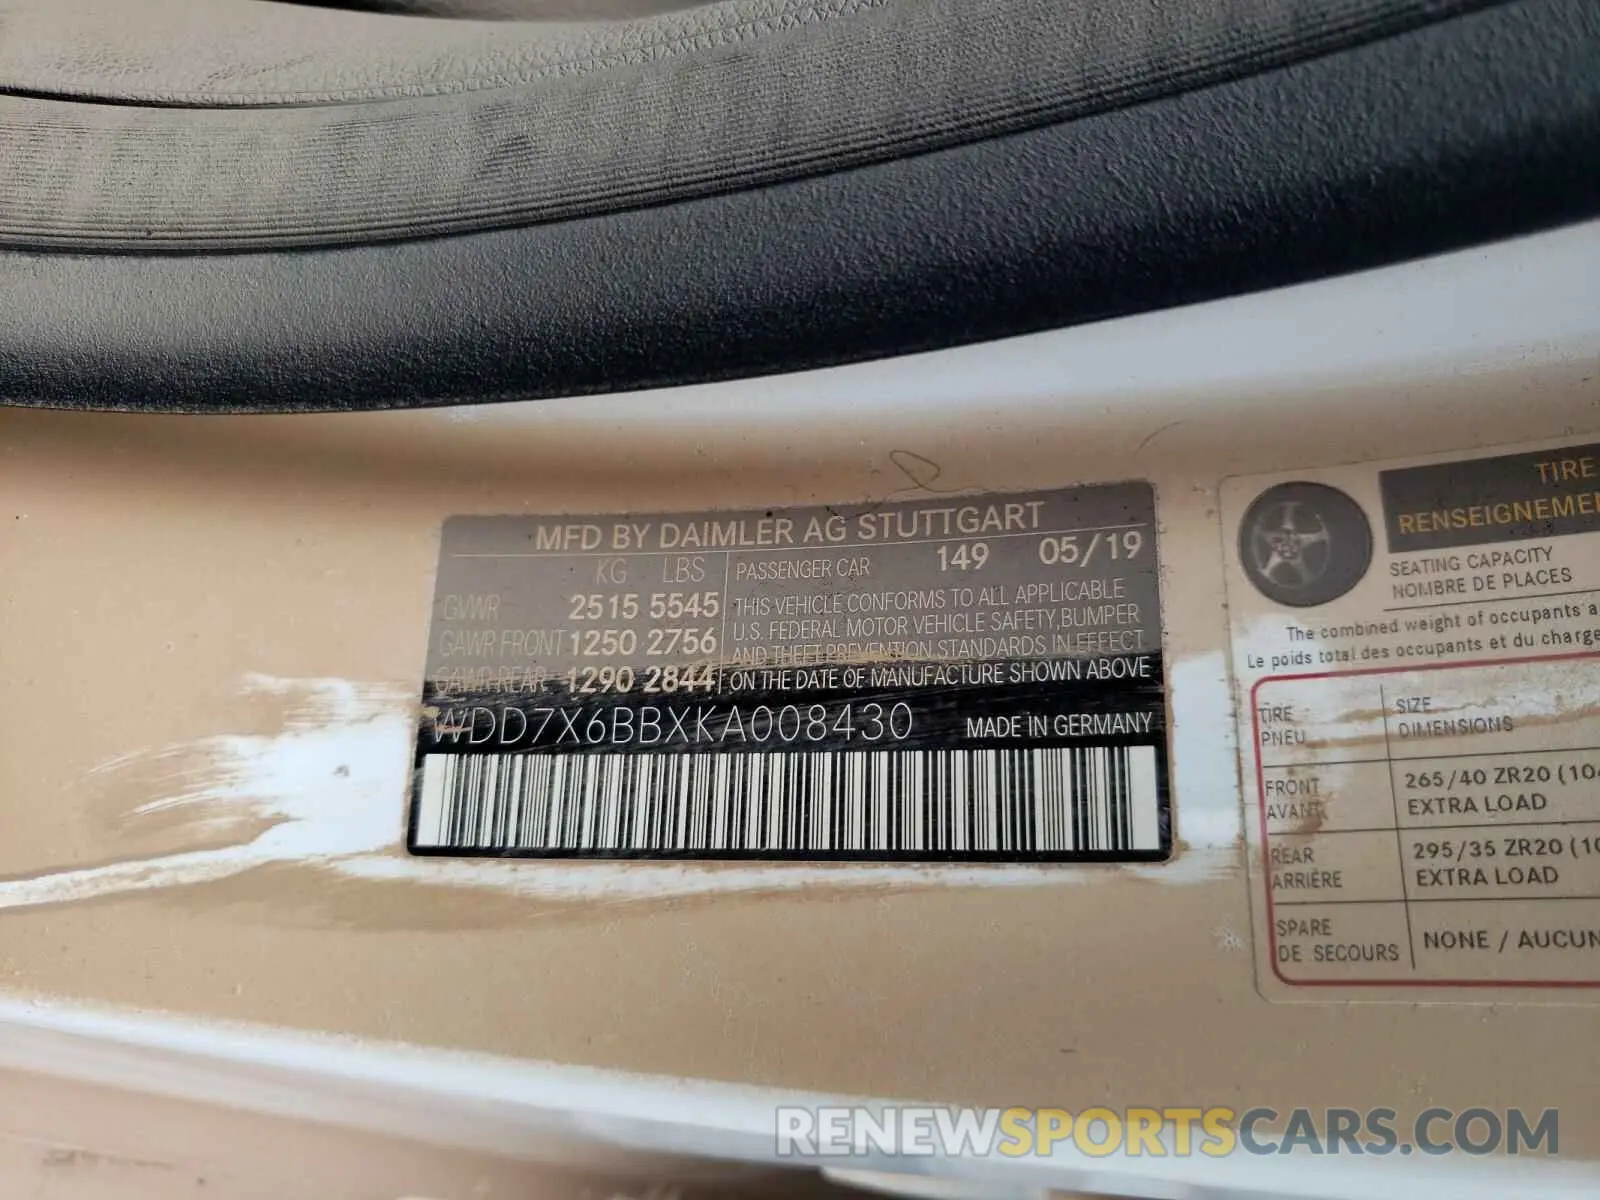 MFD BY DAIMLER AG STUTTGART
KG LBS PASSENGER CAR 149 05/19
GVWR 2515 5545 THIS VEHICLE CONFORMS TO ALL APPLICABLE
GAWR FRONT 1250 2756 U.S. FEDERAL MOTOR VEHICLE SAFETY, BUMPER
AND THEFT PREVENTION STANDARDS IN EFFECT
GAWR REAR 1290 2844 ON THE DATE OF MANUFACTURE SHOWN ABOVE
WDD7X6BBXKA008430 MADE IN GERMANY
TIRE
RENSEIGNEMEN
SEATING CAPACITY
NOMBRE DE PLACES
The combined weight of occupants a
Le poids total des occupants et du charge
TIRE SIZE
PNEU DIMENSIONS
FRONT 265/40 ZR20 (10
AVANT EXTRA LOAD
REAR 295/35 ZR20 (10
ARRIÈRE EXTRA LOAD
SPARE
DE SECOURS NONE / AUCUN
RENEWSPORTSCARS.COM